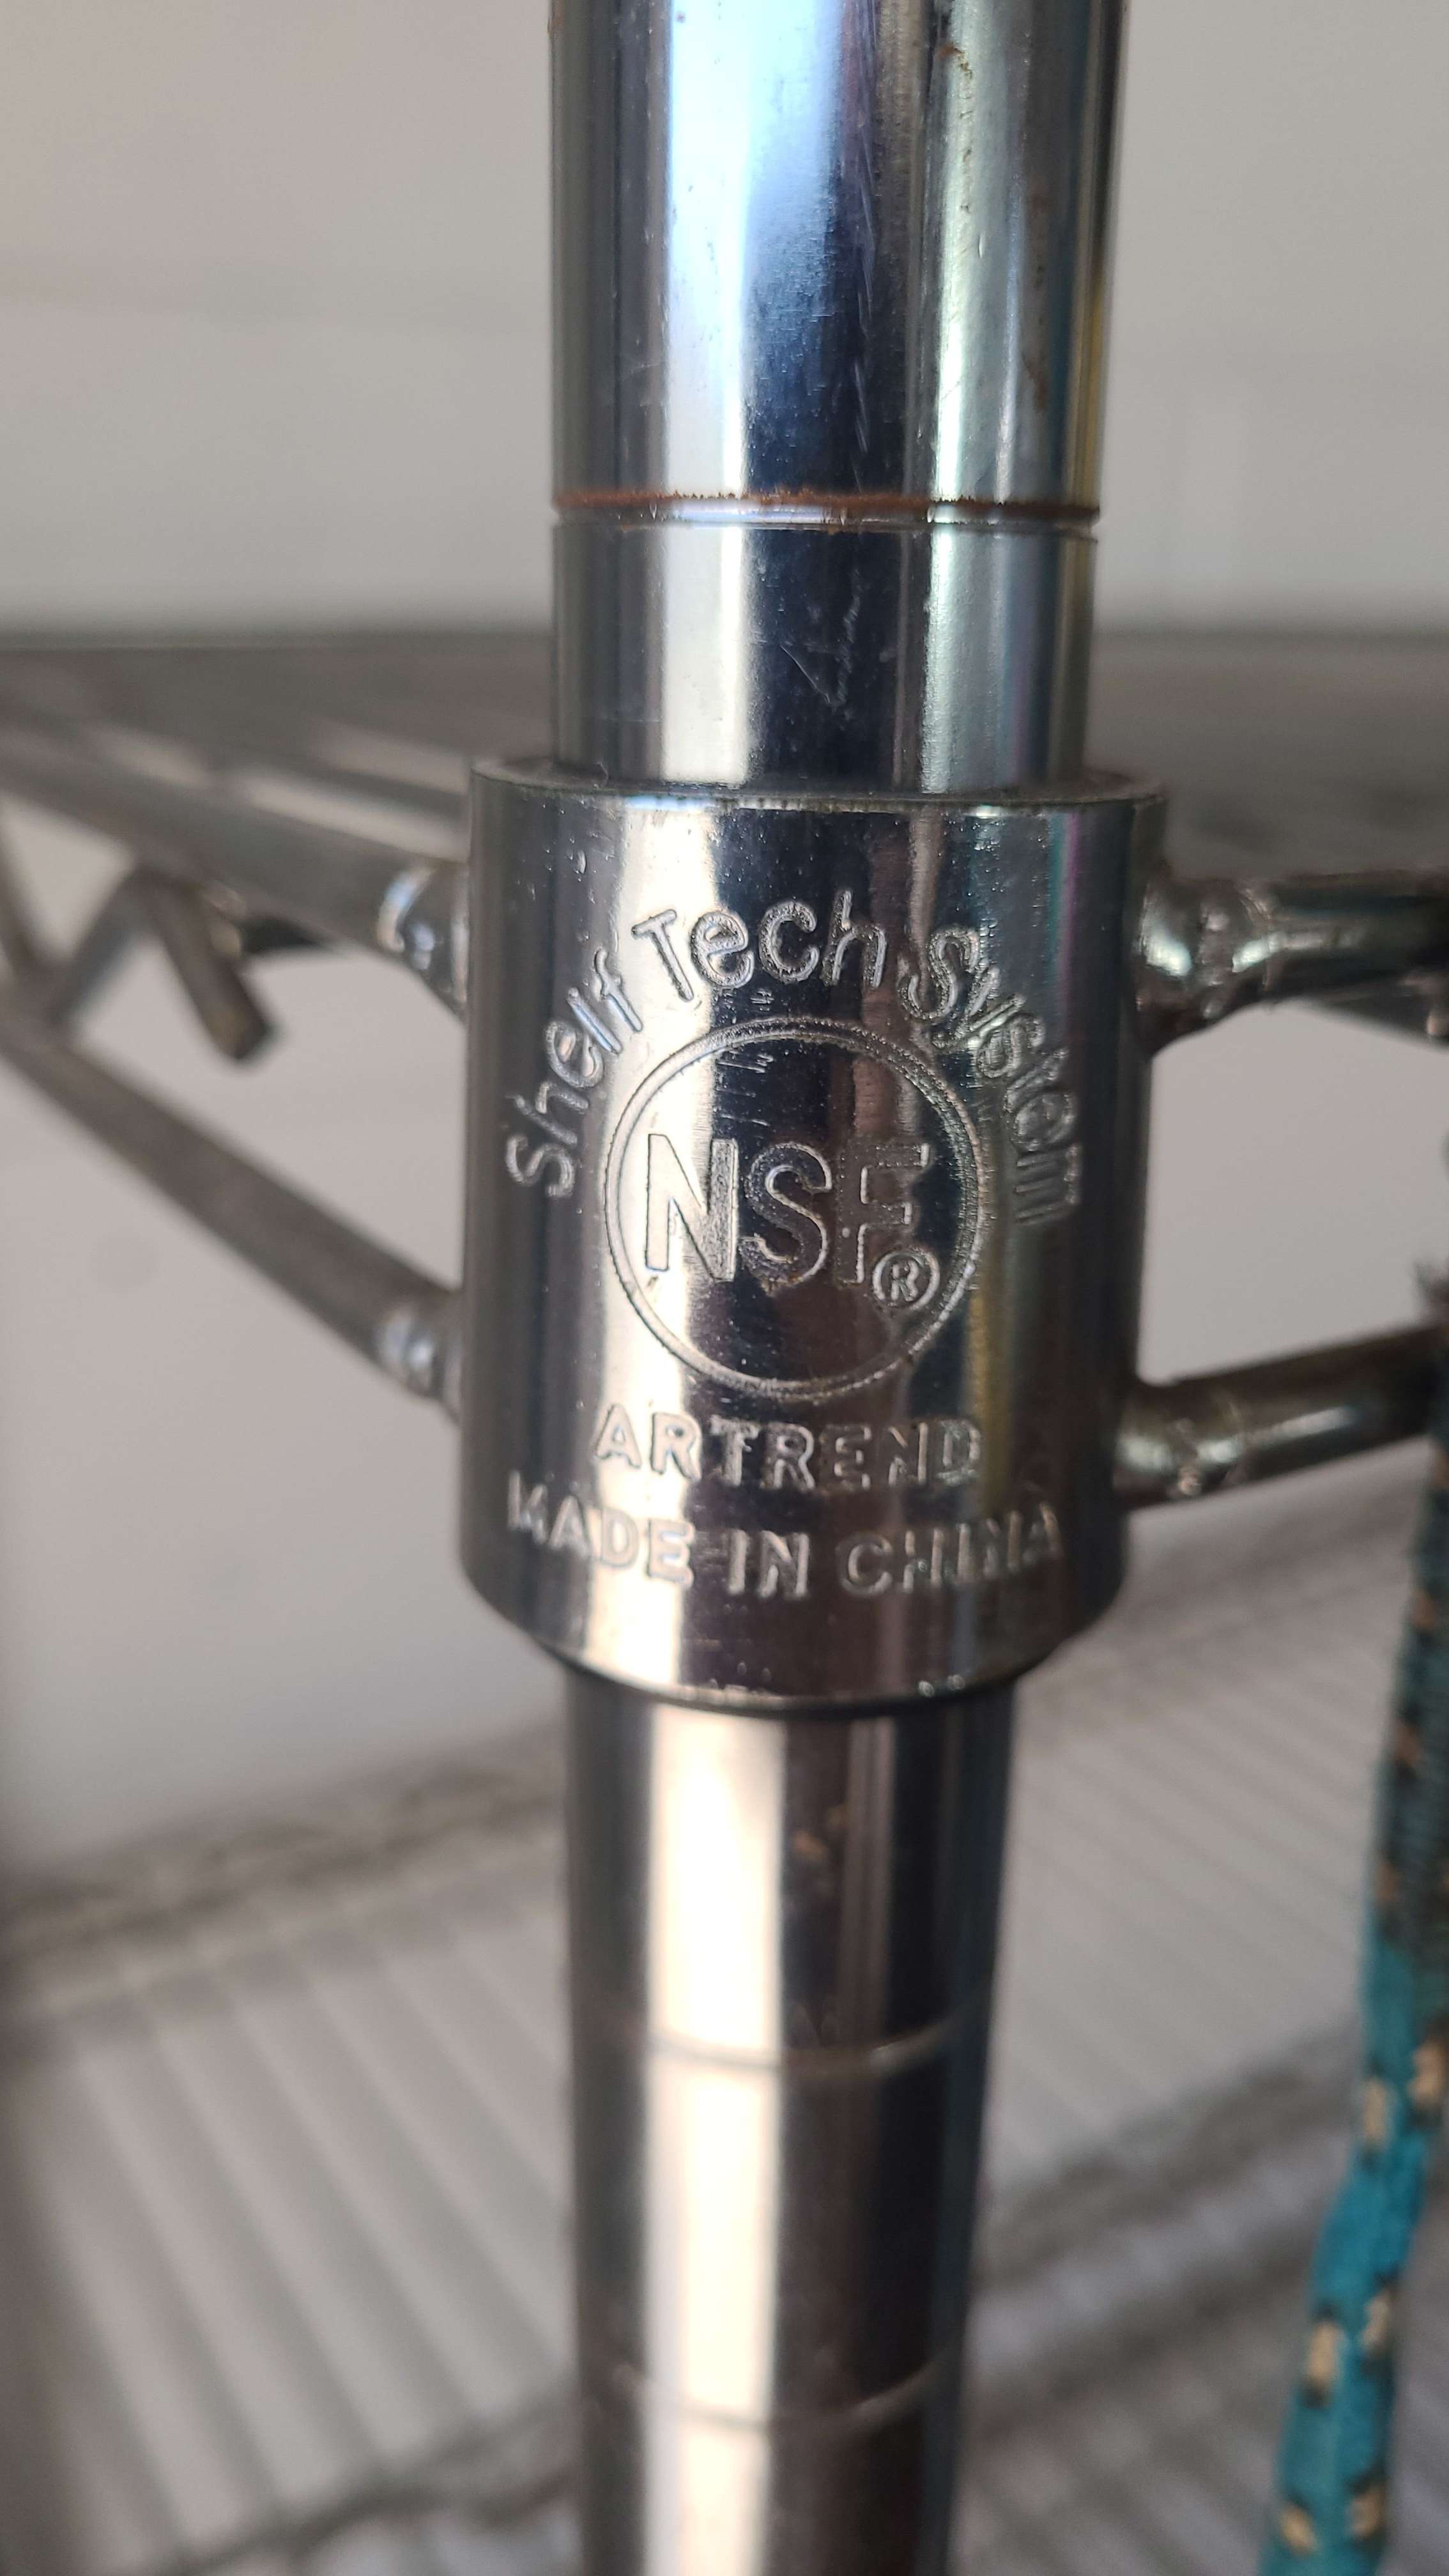 Shelf Tech System
NSF®
ARTREND
MADE IN CHINA